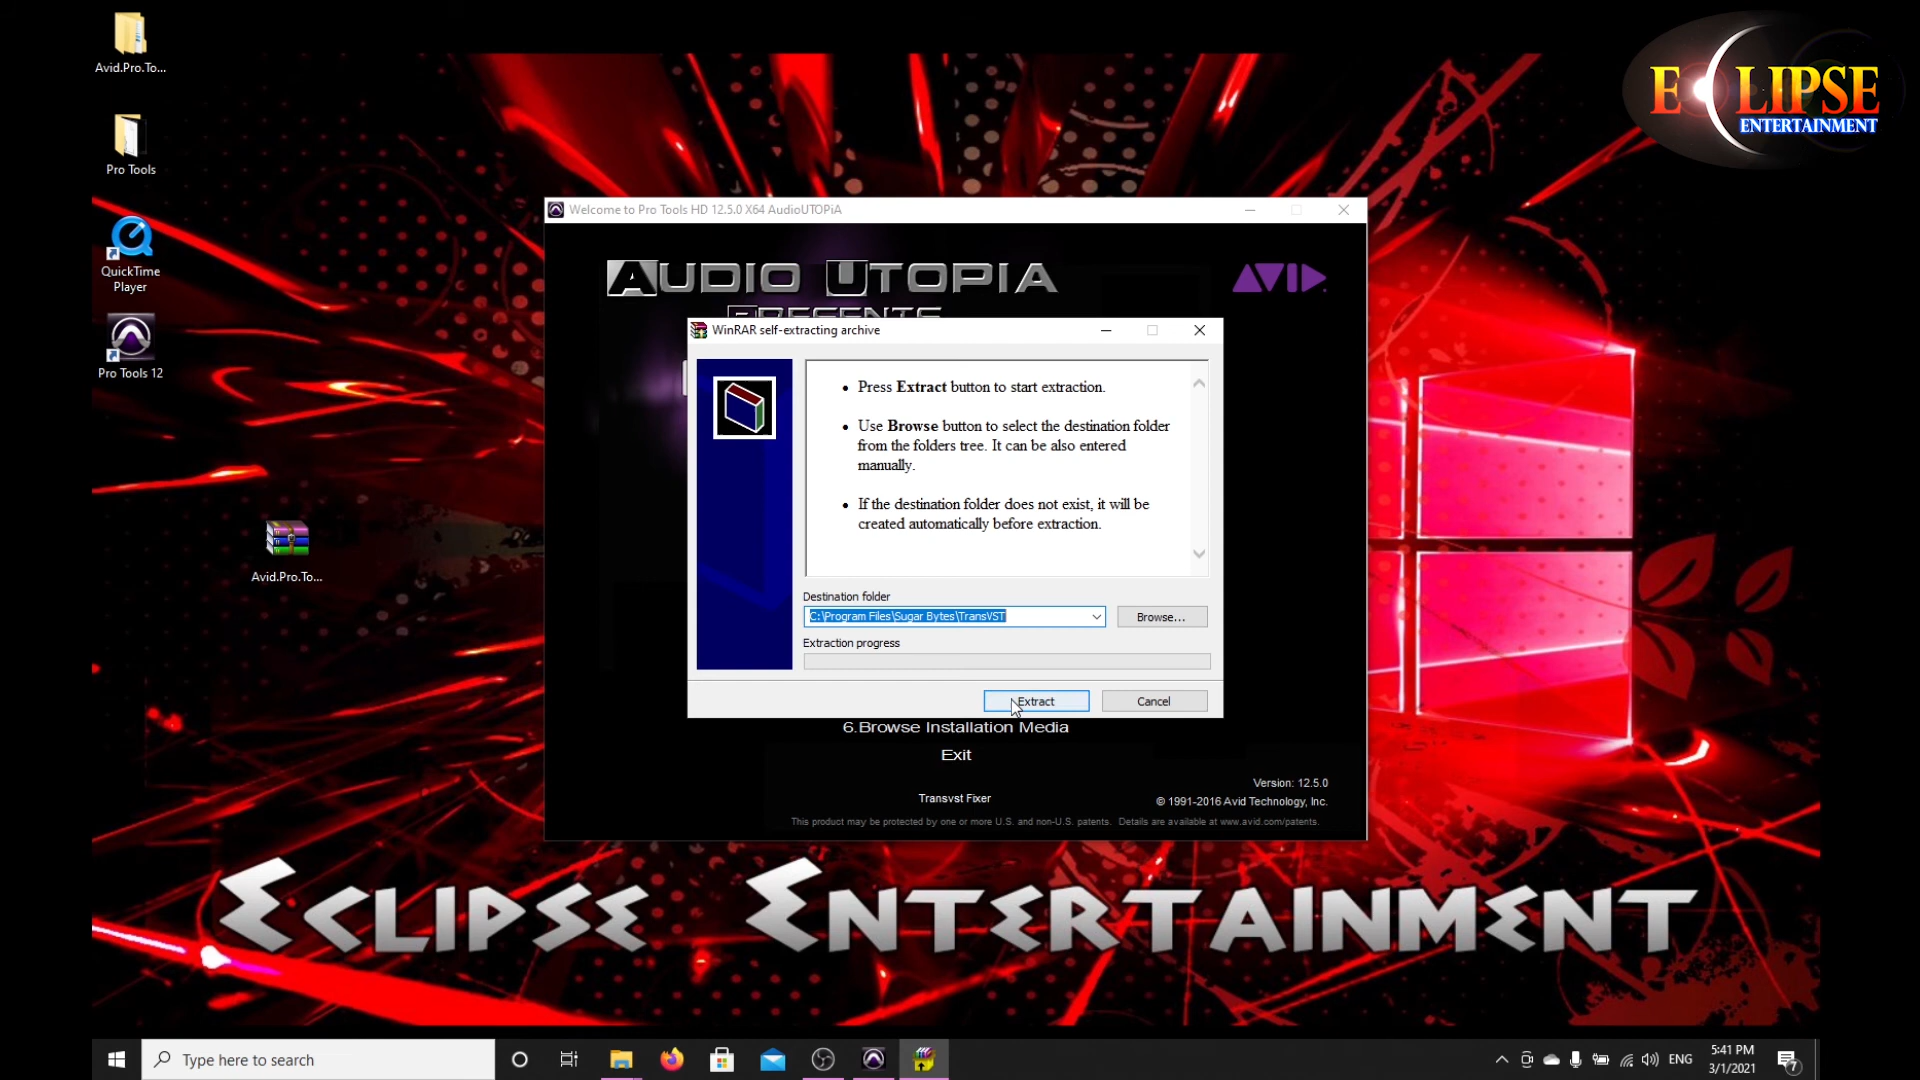 Avid.Pro.To...
Pro Tools
QuickTime
Player
Pro Tools 12
Avid.Pro.To...
ECLIPSE
ENTERTAINMENT
Welcome to Pro Tools HD 12.5.0 X64 AudioUTOPiA
AUDIO UTOPIA
PRESENTS
AVID
WinRAR self-extracting archive
Press Extract button to start extraction.
Use Browse button to select the destination folder
from the folders tree. It can be also entered
manually.
If the destination folder does not exist, it will be
created automatically before extraction.
Destination folder
C:\Program Files\Sugar Bytes\TransVST
Browse...
Extraction progress
Extract
Cancel
6.Browse Installation Media
Exit
Version: 12.5.0
Transvst Fixer
© 1991-2016 Avid Technology, Inc.
This product may be protected by one or more U.S. and non-U.S. patents. Details are available at www.avid.com/patents.
ECLIPSE ENTERTAINMENT
Type here to search
ENG
5:41 PM
3/1/2021
7